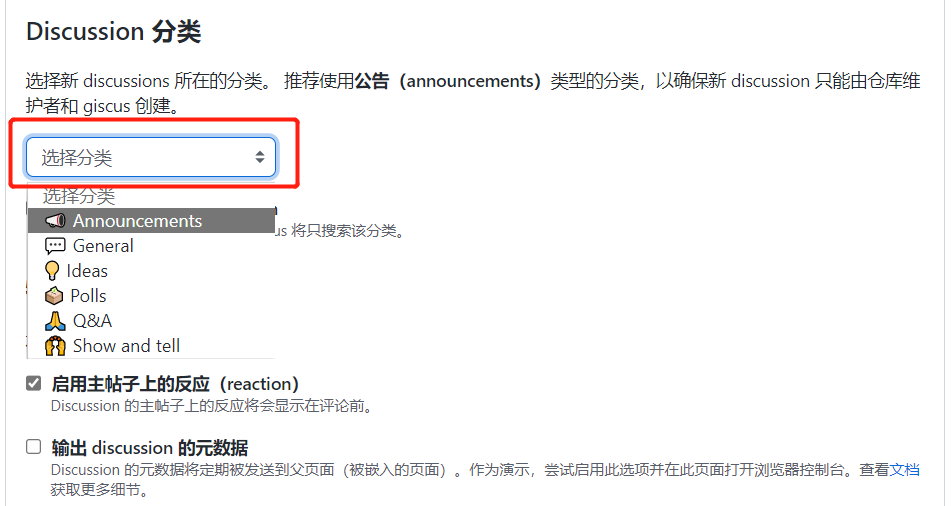 Discussion 分类
选择新 discussions 所在的分类。 推荐使用公告（announcements）类型的分类，以确保新 discussion 只能由仓库维
护者和 giscus 创建。
选择分类
选择分类
Announcements
us 将只搜索该分类。
General
Ideas
Polls
Q&A
Show and tell
启用主帖子上的反应（reaction）
Discussion 的主帖子上的反应将会显示在评论前。
输出 discussion 的元数据
Discussion 的元数据将定期被发送到父页面（被嵌入的页面）。作为演示，尝试启用此选项并在此页面打开浏览器控制台。查看文档
获取更多细节。